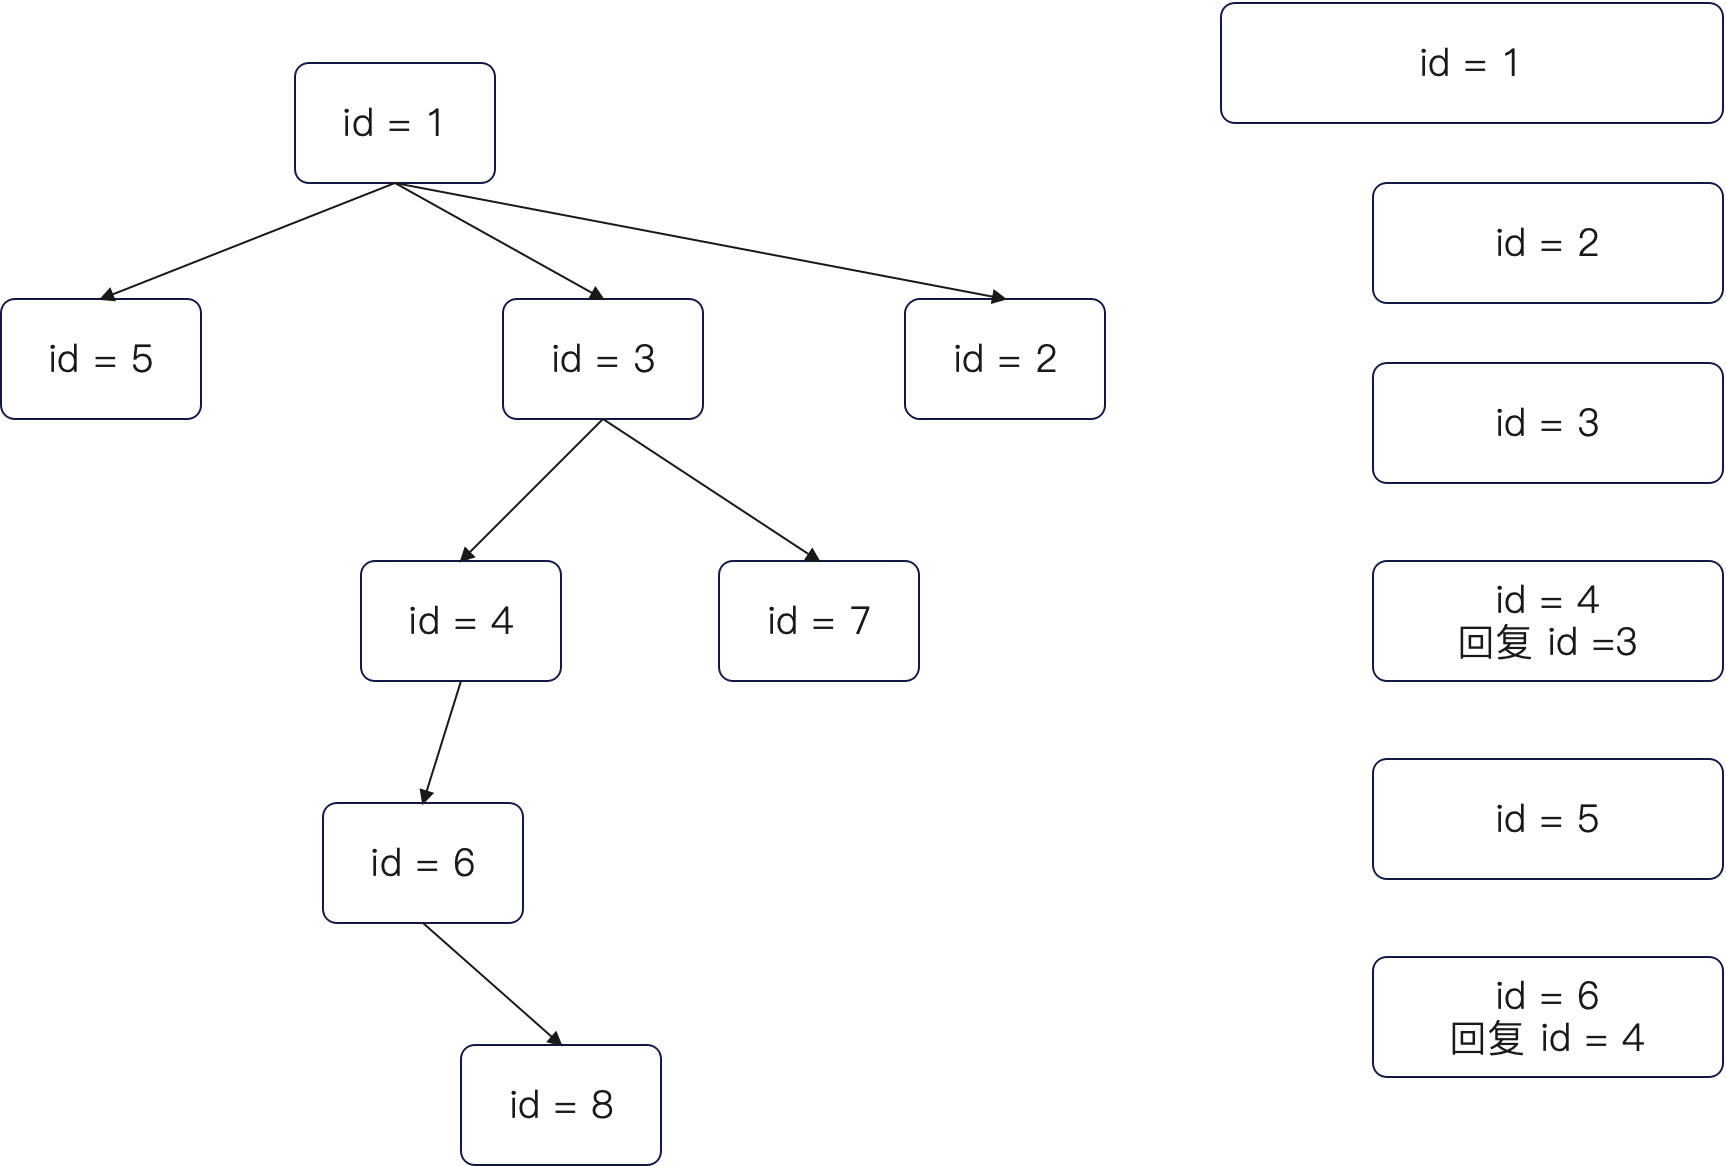 id = 1
id = 5
id = 3
id = 2
id = 4
id = 7
id = 6
id = 8
id = 1
id = 2
id = 3
id = 4
回复 id =3
id = 5
id = 6
回复 id = 4